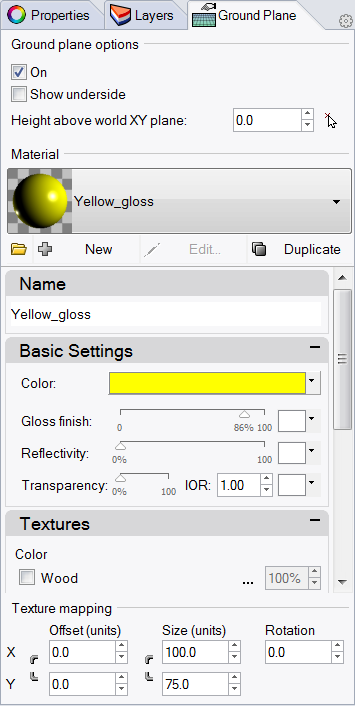 Properties Layers Ground Plane
Ground plane options
On
Show underside
Height above world XY plane: 0.0
Material
Yellow_gloss
New Edit... Duplicate
Name
Yellow_gloss
Basic Settings
Color:
Gloss finish: 0 86% 100
Reflectivity: 0% 100
Transparency: 0% 100 IOR: 1.00
Textures
Color
Wood ... 100%
Texture mapping
Offset (units) Size (units) Rotation
X 0.0 100.0 0.0
Y 0.0 75.0